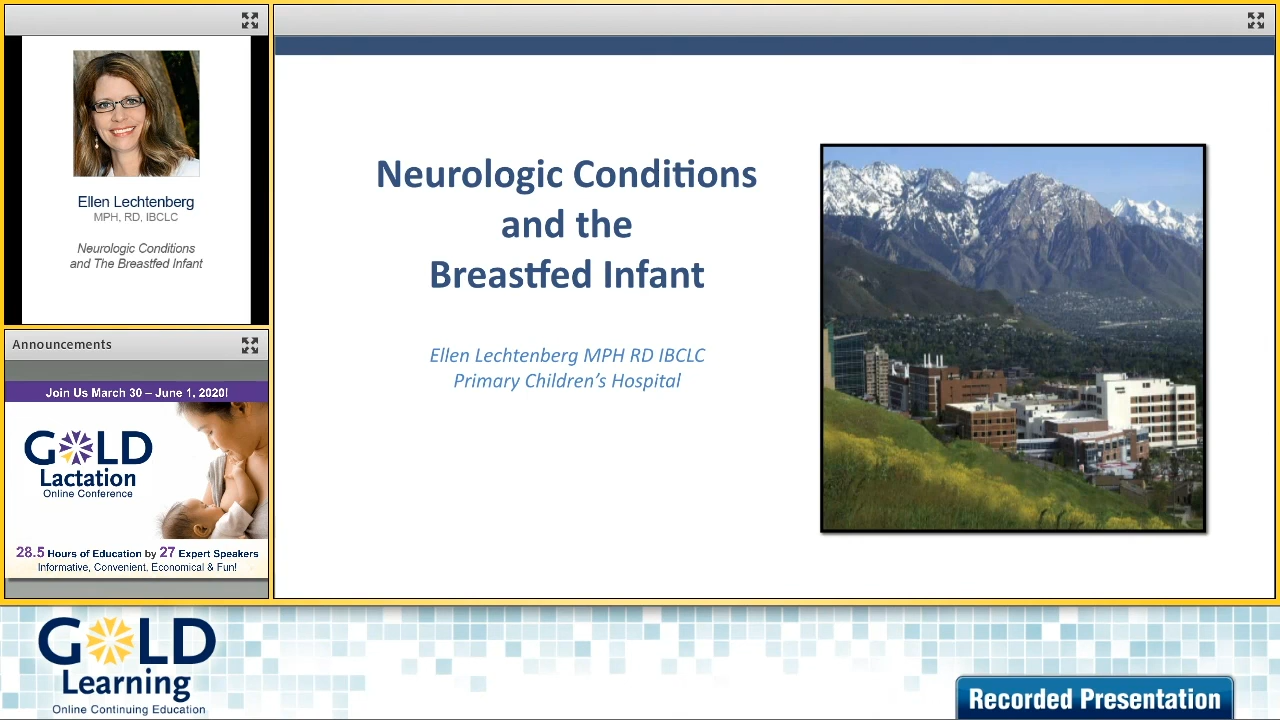 Ellen Lechtenberg
MPH, RD, IBCLC
Neurologic Conditions
and The Breastfed Infant
Announcements
Join Us March 30 – June 1, 2020!
GOLD
Lactation
Online Conference
28.5 Hours of Education by 27 Expert Speakers
Informative, Convenient, Economical & Fun!
Neurologic Conditions
and the
Breastfed Infant
Ellen Lechtenberg MPH RD IBCLC
Primary Children’s Hospital
GOLD
Learning
Online Continuing Education
Recorded Presentation